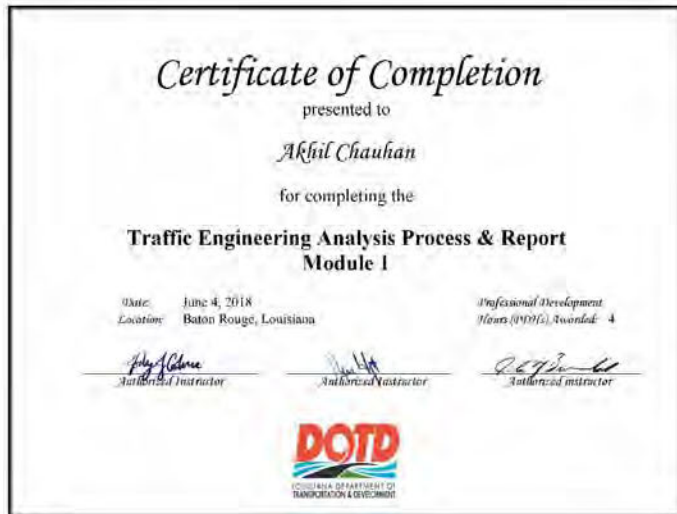 Certificate of Completion
presented to
Akhil Chauhan
for completing the
Traffic Engineering Analysis Process & Report
Module 1
Date: June 4, 2018
Location: Baton Rouge, Louisiana
Professional Development
Hours (PDHs) Awarded: 4
Authorized Instructor
Authorized Instructor
Authorized instructor
DOTD
LOUISIANA DEPARTMENT OF
TRANSPORTATION & DEVELOPMENT